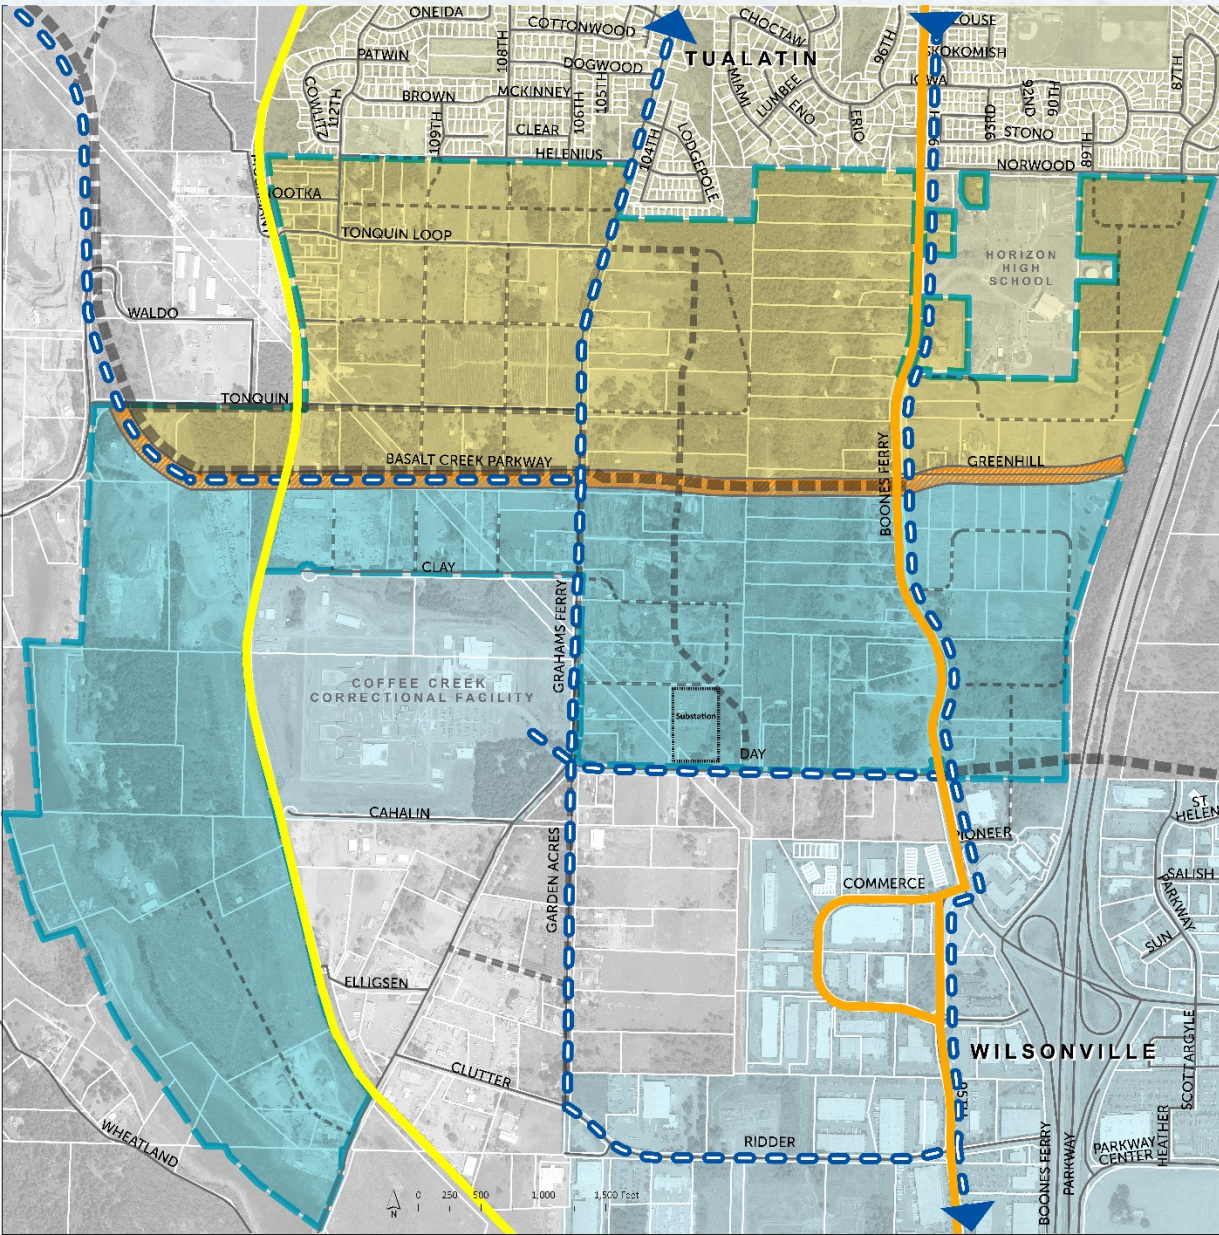 ONEIDA
COTTONWOOD
CHOCTAW
96TH
SKOKOMISH
PATWIN
108TH
DOGWOOD
TUALATIN
IOWA
87TH
COWLITZ
112TH
BROWN
MCKINNEY
105TH
106TH
MIAMI
LUMBEE
ENO
ERIO
93RD
92ND
90TH
109TH
CLEAR
STONO
89TH
HELENIUS
104TH
LODGEPOLE
NORWOOD
TONQUIN LOOP
HORIZON
HIGH
SCHOOL
WALDO
TONQUIN
BASALT CREEK PARKWAY
BOONES FERRY
GREENHILL
CLAY
GRAHAMS FERRY
COFFEE CREEK
CORRECTIONAL FACILITY
Substation
DAY
CAHALIN
GARDEN ACRES
PIONEER
COMMERCE
ST
HELEN
SALISH
PARKWAY
SUN
ELLIGSEN
WILSONVILLE
SCOTT ARGYLE
CLUTTER
95TH
WHEATLAND
RIDDER
BOONES FERRY
PARKWAY
PARKWAY
CENTER
HEATHER
N
0 250 500 1,000 1,500 Feet